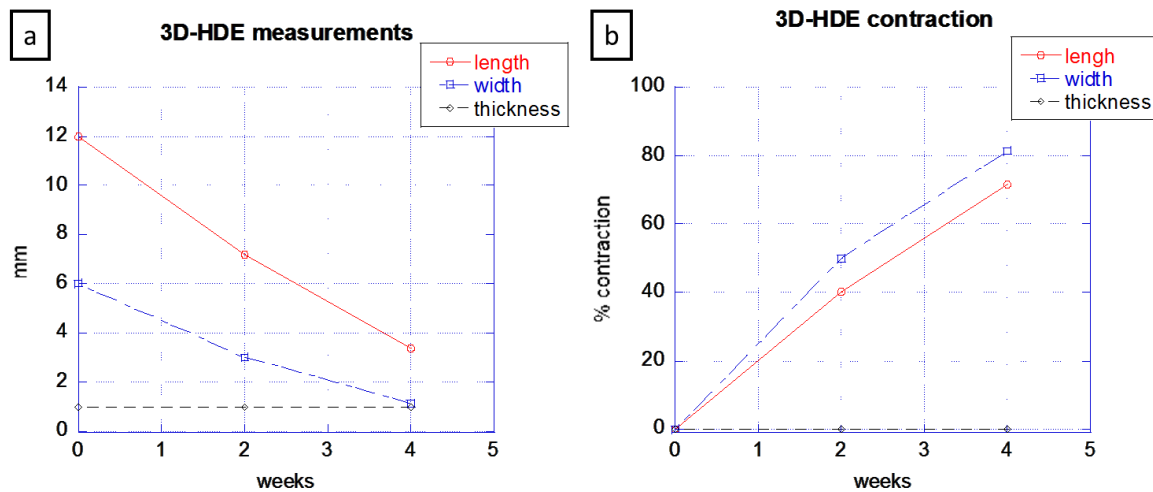 a
3D-HDE measurements
length
width
thickness
14
12
10
8
6
4
2
0
mm
0 1 2 3 4 5
weeks
b
3D-HDE contraction
lengh
width
thickness
100
80
60
40
20
0
% contraction
0 1 2 3 4 5
weeks